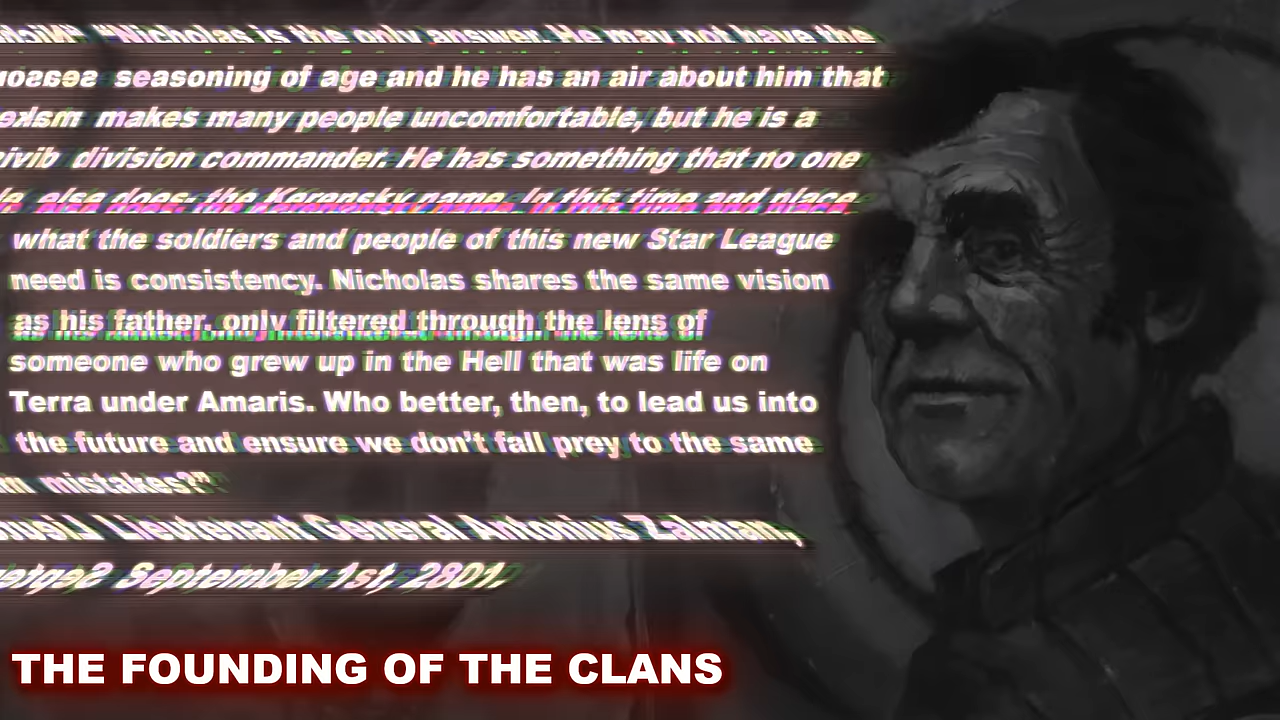 “Nicholas is the only answer. He may not have the
seasoning of age and he has an air about him that
makes many people uncomfortable, but he is a
division commander. He has something that no one
else does- the Kerensky name. In this time and place,
what the soldiers and people of this new Star League
need is consistency. Nicholas shares the same vision
as his father, only filtered through the lens of
someone who grew up in the Hell that was life on
Terra under Amaris. Who better, then, to lead us into
the future and ensure we don’t fall prey to the same
mistakes?”
Lieutenant General Antonius Zalman,
September 1st, 2801.
THE FOUNDING OF THE CLANS